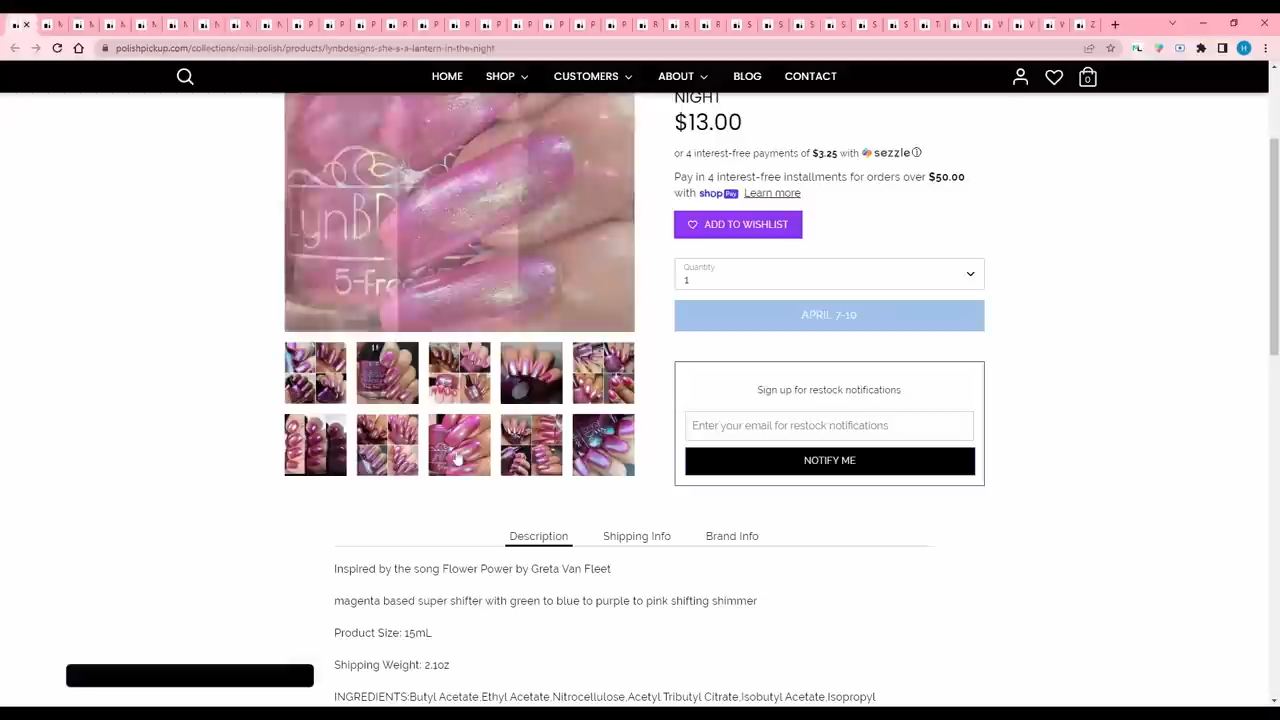 polishpickup.com/collections/nail-polish/products/lynbdesigns-she-s-a-lantern-in-the-night
HOME SHOP CUSTOMERS ABOUT BLOG CONTACT
0
NIGHT
$13.00
or 4 interest-free payments of $3.25 with sezzle
Pay in 4 interest-free installments for orders over $50.00
with shop Pay Learn more
ADD TO WISHLIST
Quantity
1
APRIL 7-10
Sign up for restock notifications
Enter your email for restock notifications
NOTIFY ME
5-Free
Description Shipping Info Brand Info
Inspired by the song Flower Power by Greta Van Fleet
magenta based super shifter with green to blue to purple to pink shifting shimmer
Product Size: 15mL
Shipping Weight: 2.1oz
INGREDIENTS:Butyl Acetate,Ethyl Acetate,Nitrocellulose,Acetyl Tributyl Citrate,Isobutyl Acetate,Isopropyl